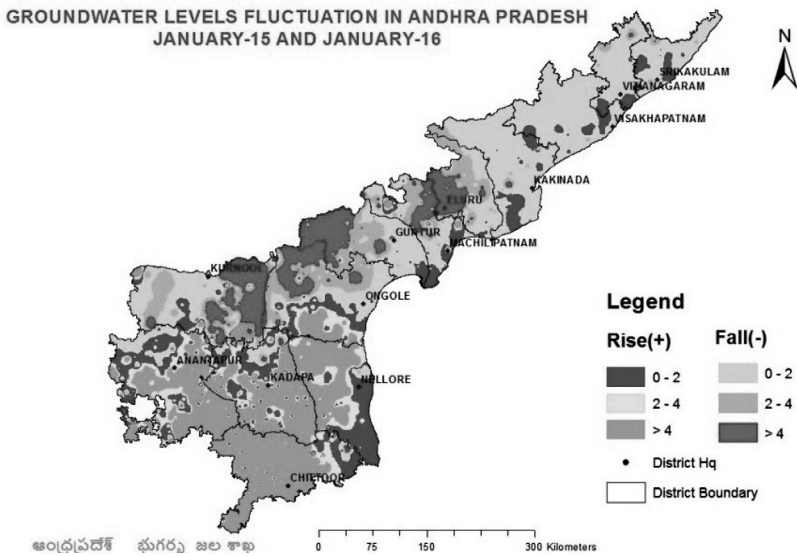 GROUNDWATER LEVELS FLUCTUATION IN ANDHRA PRADESH
JANUARY-15 AND JANUARY-16
N
SRIKAKULAM
VIZIANAGARAM
VISAKHAPATNAM
KAKINADA
ELURU
GUNTUR
MACHILIPATNAM
KURNOOL
ONGOLE
ANANTAPUR
KADAPA
NELLORE
CHITTOOR
Legend
Rise(+) Fall(-)
0 - 2 0 - 2
2 - 4 2 - 4
> 4 > 4
District Hq
District Boundary
ఆంధ్రప్రదేశ్ భుగర్భ జల శాఖ
0 75 150 300 Kilometers